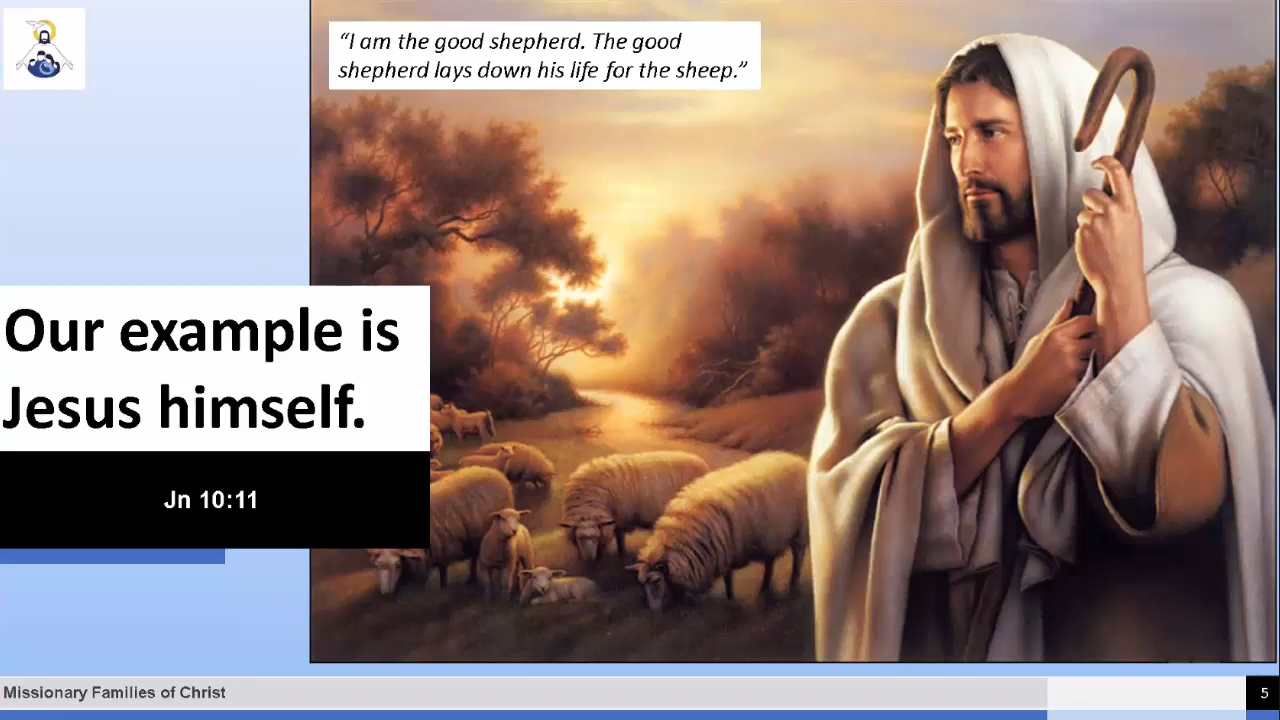 “I am the good shepherd. The good
shepherd lays down his life for the sheep.”
Our example is
Jesus himself.
Jn 10:11
Missionary Families of Christ
5